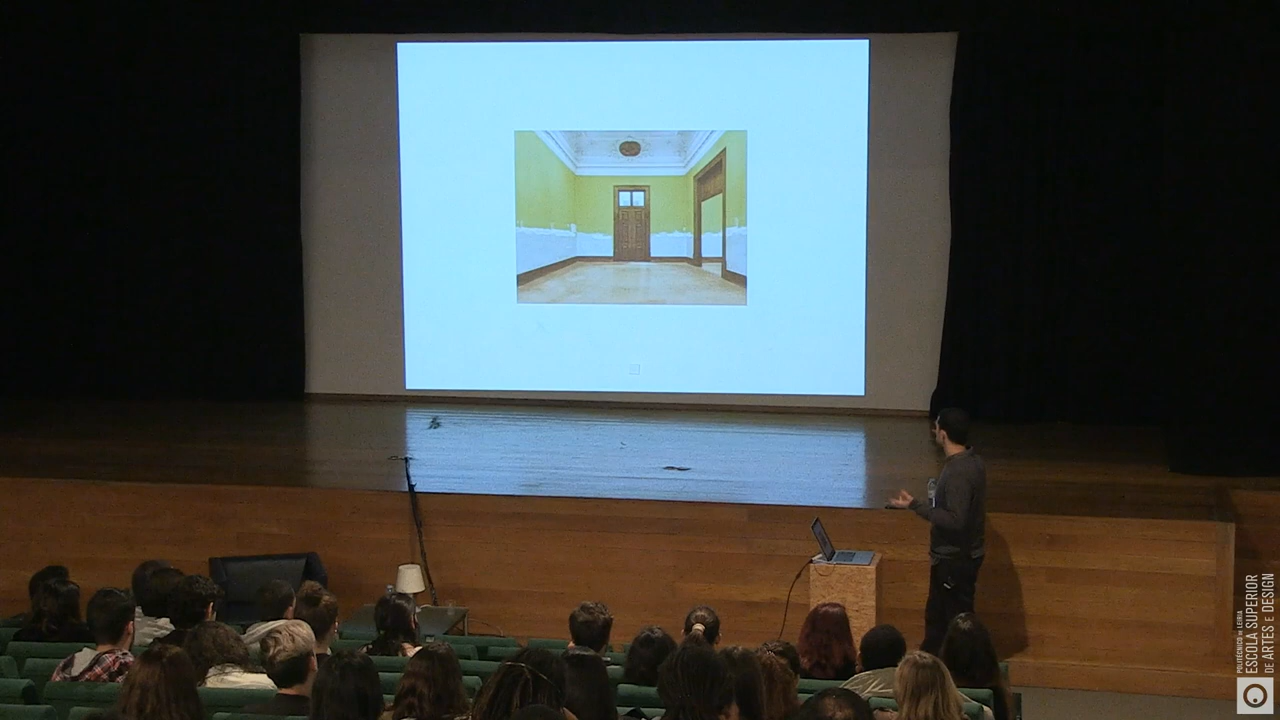 POLITÉCNICO DE LEIRIA
ESCOLA SUPERIOR
DE ARTES E DESIGN